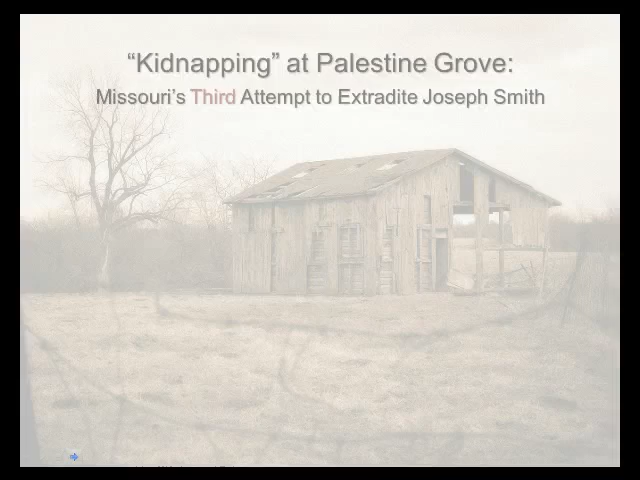 “Kidnapping” at Palestine Grove:
Missouri’s Third Attempt to Extradite Joseph Smith